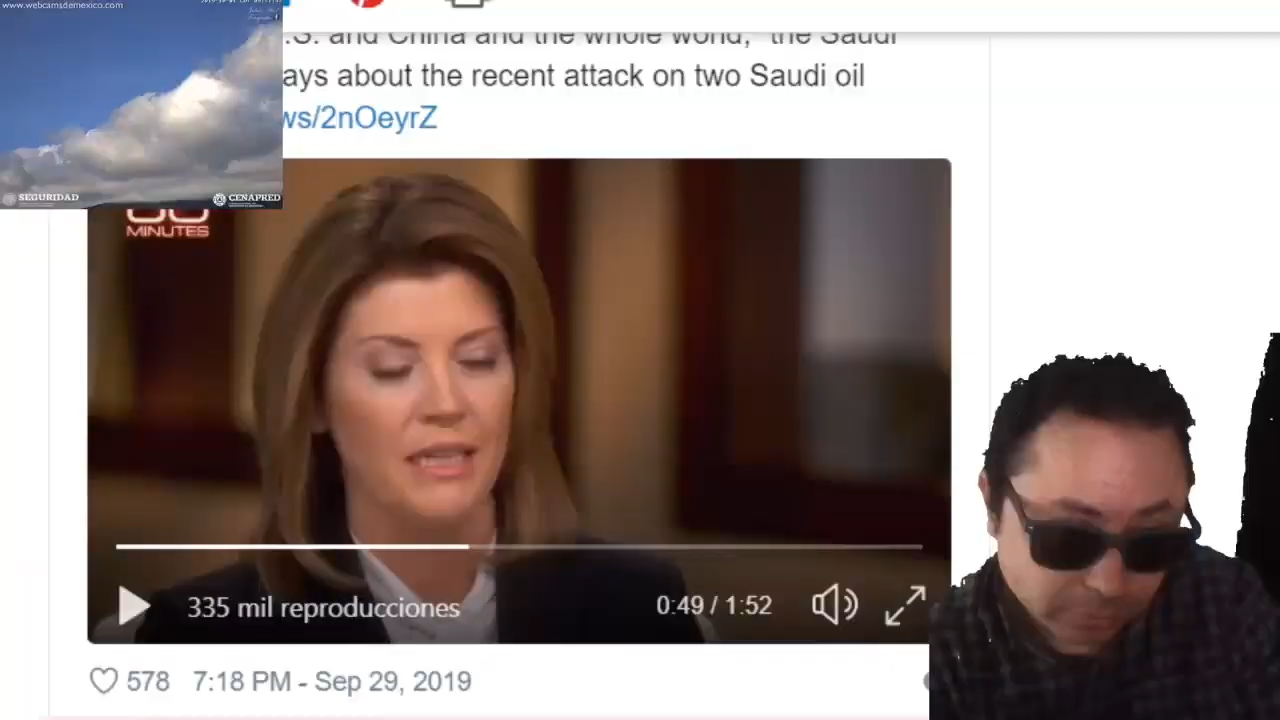 www.webcamsdemexico.com
.S. and China and the whole world," the Saudi
ays about the recent attack on two Saudi oil
ws/2nOeyrZ
SEGURIDAD
CENAPRED
60
MINUTES
335 mil reproducciones
0:49 / 1:52
578 7:18 PM - Sep 29, 2019